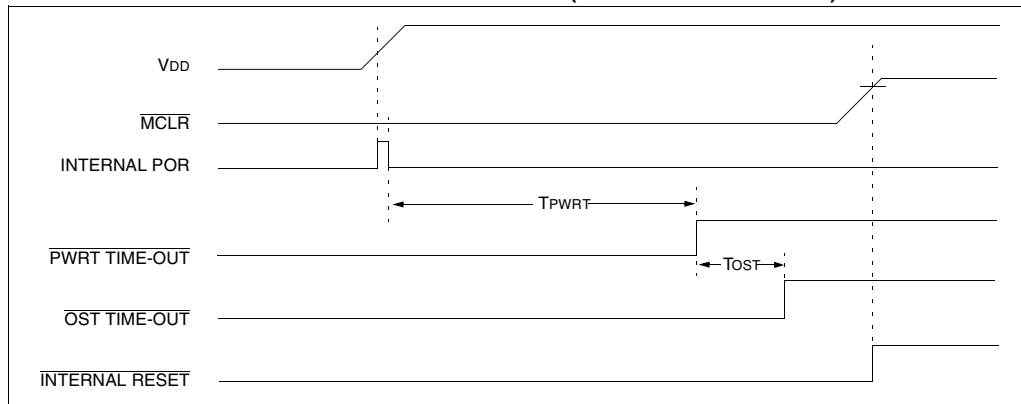 VDD
MCLR
INTERNAL POR
TPWRT
PWRT TIME-OUT
TOST
OST TIME-OUT
INTERNAL RESET